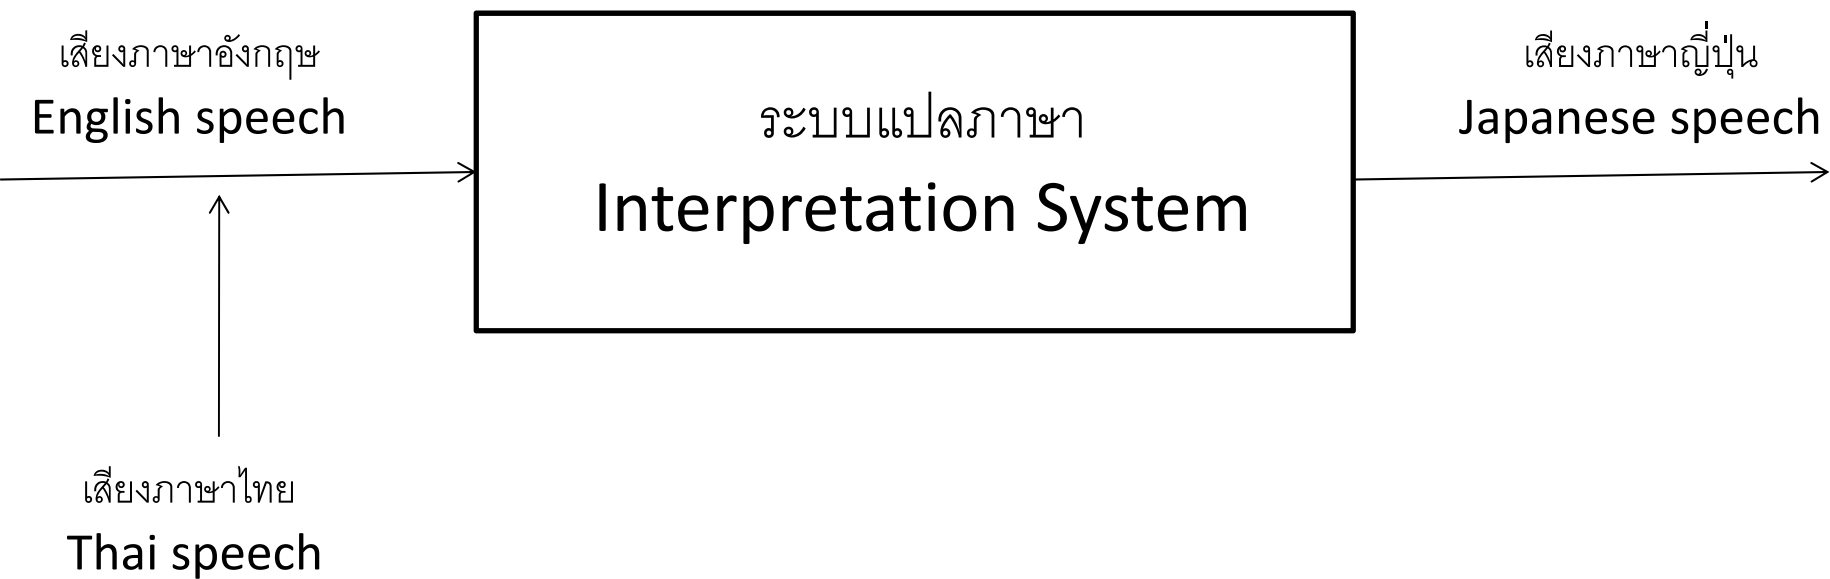 เสียงภาษาอังกฤษ
English speech
ระบบแปลภาษา
Interpretation System
เสียงภาษาญี่ปุ่น
Japanese speech
เสียงภาษาไทย
Thai speech